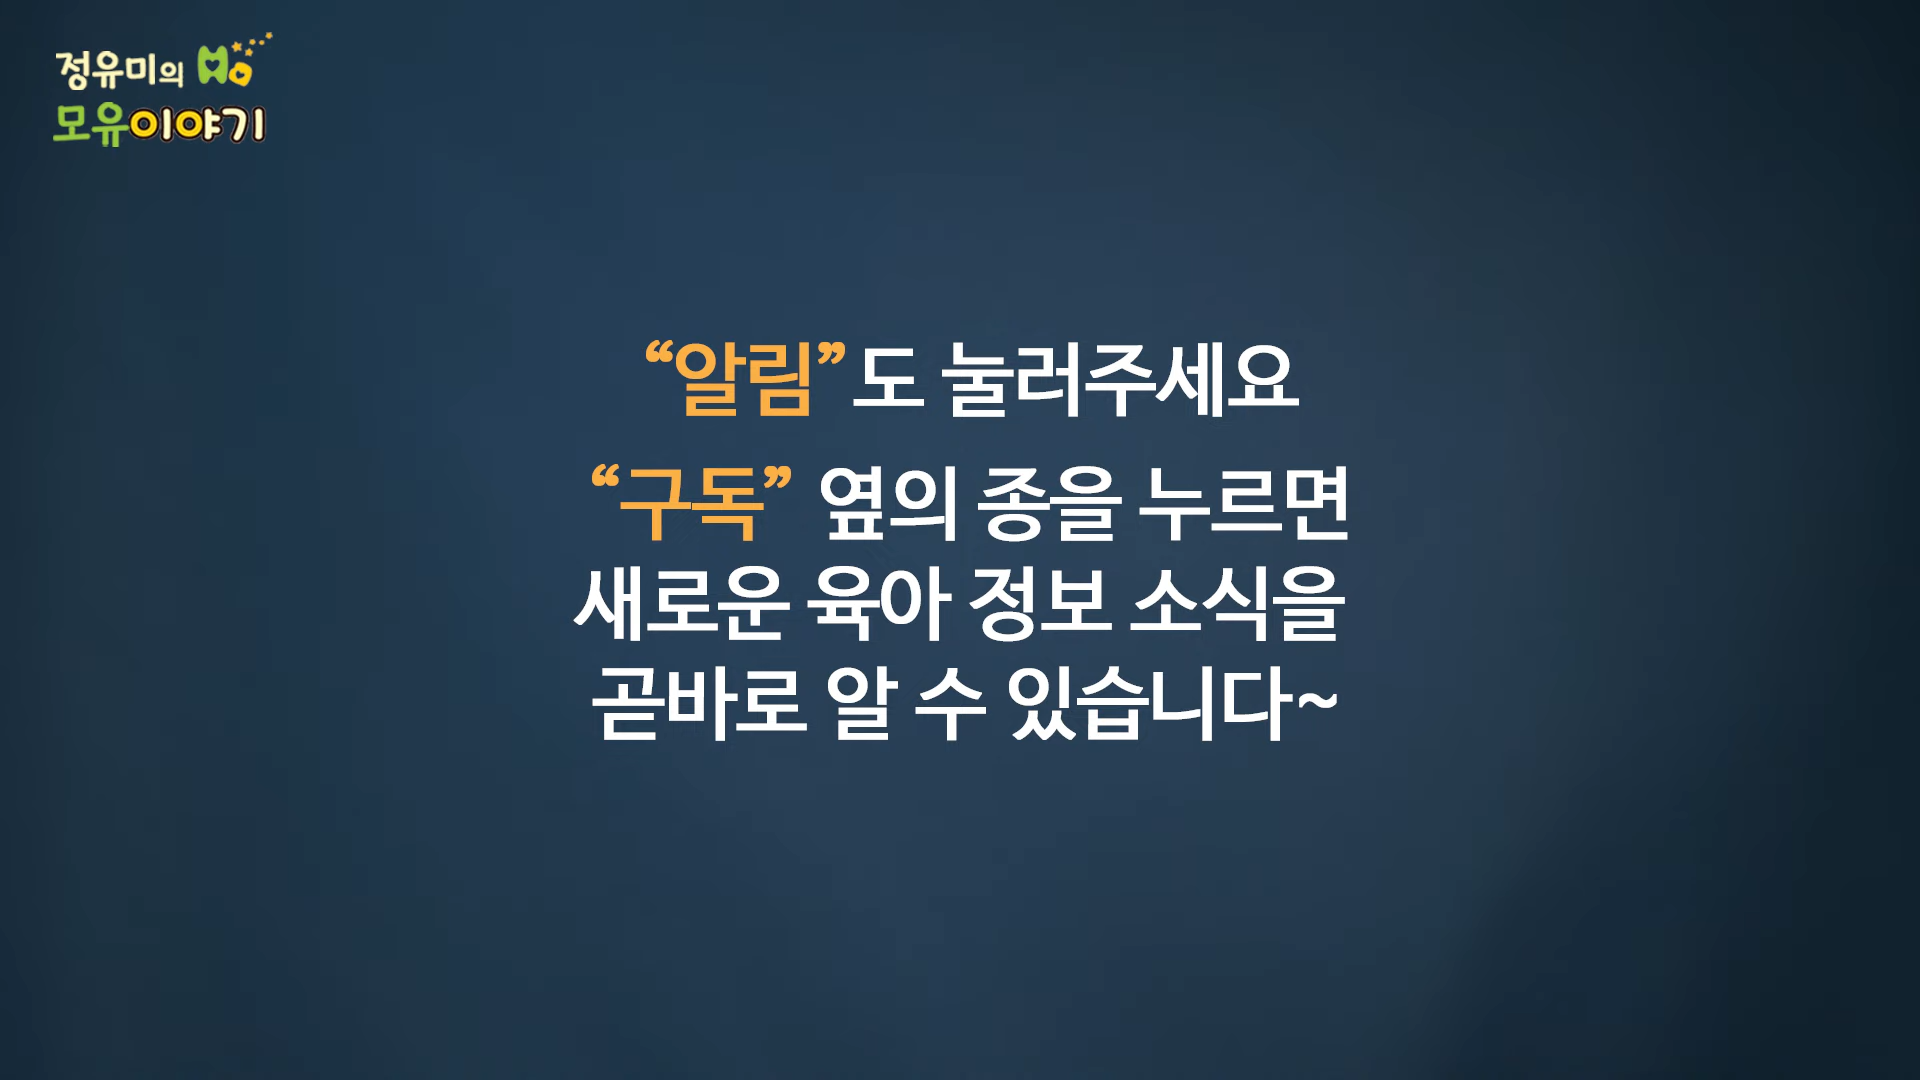 정유미의
모유이야기
“알림”도 눌러주세요
“구독” 옆의 종을 누르면
새로운 육아 정보 소식을
곧바로 알 수 있습니다~